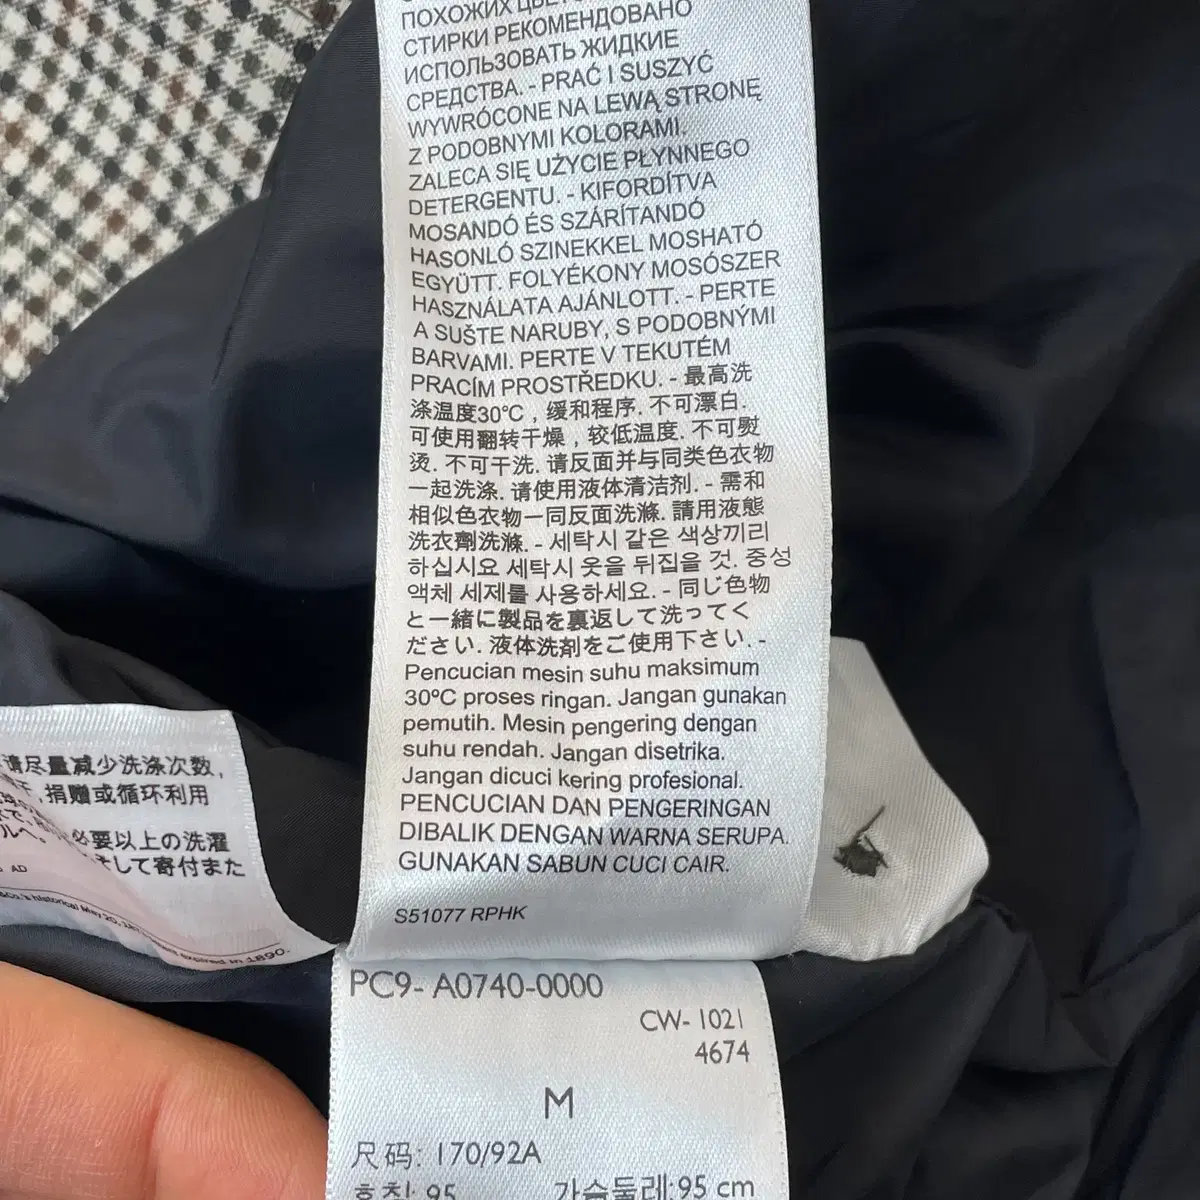 ПОХОЖИХ
СТИРКИ РЕКОМЕНДОВАНО
ИСПОЛЬЗОВАТЬ ЖИДКИЕ
СРЕДСТВА. - PRAĆ I SUSZYĆ
WYWRÓCONE NA LEWĄ STRONĘ
Z PODOBNYMI KOLORAMI.
ZALECA SIĘ UŻYCIE PŁYNNEGO
DETERGENTU. - KIFORDÍTVA
MOSANDÓ ÉS SZÁRÍTANDÓ
HASONLÓ SZINEKKEL MOSHATÓ
EGYÜTT. FOLYÉKONY MOSÓSZER
HASZNÁLATA AJÁNLOTT. - PERTE
A SUŠTE NARUBY, S PODOBNÝMI
BARVAMI. PERTE V TEKUTÉM
PRACÍM PROSTŘEDKU. - 最高洗
涤温度30℃ , 缓和程序. 不可漂白.
可使用翻转干燥 , 较低温度. 不可熨
烫. 不可干洗. 请反面并与同类色衣物
一起洗涤. 请使用液体清洁剂. - 需和
相似色衣物一同反面洗滌. 請用液態
洗衣劑洗滌. - 세탁시 같은 색상끼리
하십시요 세탁시 옷을 뒤집을 것. 중성
액체 세제를 사용하세요. - 同じ色物
と一緒に製品を裏返して洗ってく
ださい. 液体洗剤をご使用下さい. -
Pencucian mesin suhu maksimum
30ºC proses ringan. Jangan gunakan
pemutih. Mesin pengering dengan
suhu rendah. Jangan disetrika.
Jangan dicuci kering profesional.
PENCUCIAN DAN PENGERINGAN
DIBALIK DENGAN WARNA SERUPA.
GUNAKAN SABUN CUCI CAIR.
S51077 RPHK
请尽量减少洗涤次数,
捐赠或循环利用
必要以上の洗濯
して寄付また
AD
historical May 20,
expired in 1890.
PC9- A0740-0000
CW- 1021
4674
M
尺码: 170/92A
호칭: 95 가슴둘레:95 cm